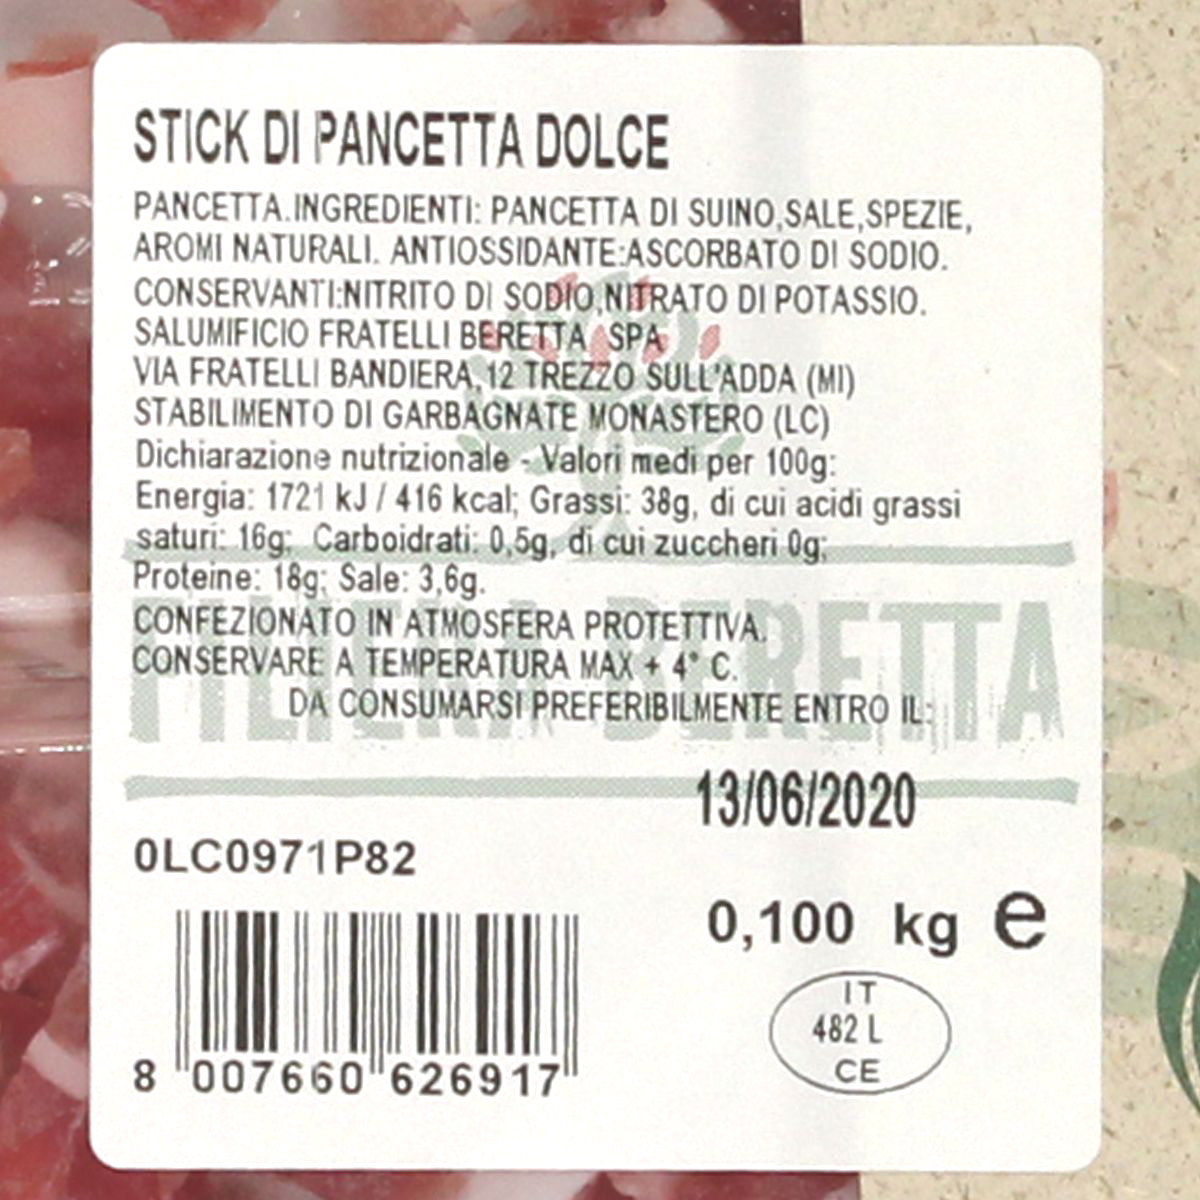 STICK DI PANCETTA DOLCE
PANCETTA.INGREDIENTI: PANCETTA DI SUINO,SALE,SPEZIE,
AROMI NATURALI. ANTIOSSIDANTE:ASCORBATO DI SODIO.
CONSERVANTI:NITRITO DI SODIO,NITRATO DI POTASSIO.
SALUMIFICIO FRATELLI BERETTA SPA
VIA FRATELLI BANDIERA,12 TREZZO SULL'ADDA (MI)
STABILIMENTO DI GARBAGNATE MONASTERO (LC)
Dichiarazione nutrizionale - Valori medi per 100g:
Energia: 1721 kJ / 416 kcal; Grassi: 38g, di cui acidi grassi
saturi: 16g; Carboidrati: 0,5g, di cui zuccheri 0g;
Proteine: 18g; Sale: 3,6g.
FILIERA BERETTA
CONFEZIONATO IN ATMOSFERA PROTETTIVA.
CONSERVARE A TEMPERATURA MAX + 4° C.
DA CONSUMARSI PREFERIBILMENTE ENTRO IL:
13/06/2020
0LC0971P82
0,100 kg e
IT
482 L
CE
8 007660 626917